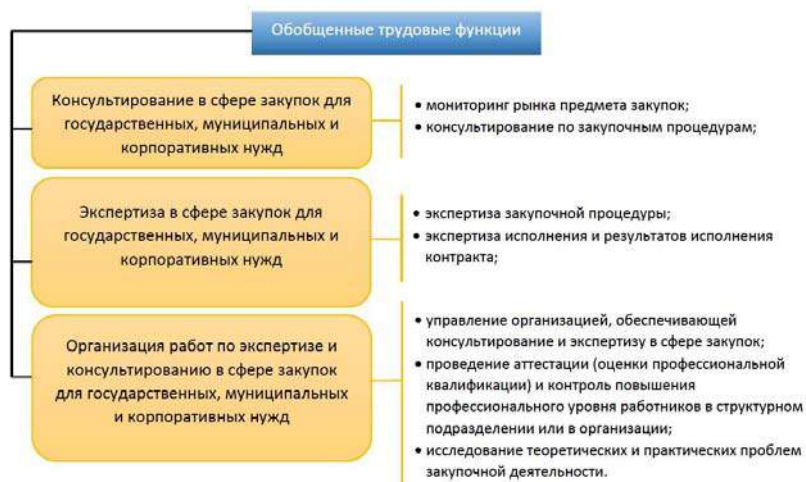 Обобщенные трудовые функции
Консультирование в сфере закупок для
государственных, муниципальных и
корпоративных нужд
• мониторинг рынка предмета закупок;
• консультирование по закупочным процедурам;
Экспертиза в сфере закупок для
государственных, муниципальных и
корпоративных нужд
• экспертиза закупочной процедуры;
• экспертиза исполнения и результатов исполнения
контракта;
Организация работ по экспертизе и
консультированию в сфере закупок
для государственных, муниципальных
и корпоративных нужд
• управление организацией, обеспечивающей
консультирование и экспертизу в сфере закупок;
• проведение аттестации (оценки профессиональной
квалификации) и контроль повышения
профессионального уровня работников в структурном
подразделении или в организации;
• исследование теоретических и практических проблем
закупочной деятельности.